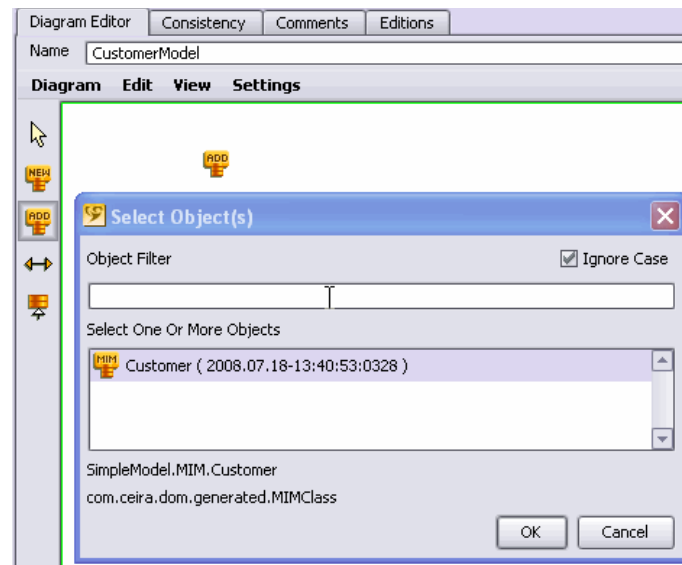 Diagram Editor Consistency Comments Editions
Name CustomerModel
Diagram Edit View Settings
NEW
ADD
ADD
Select Object(s)
Object Filter Ignore Case
Select One Or More Objects
MIM Customer ( 2008.07.18-13:40:53:0328 )
SimpleModel.MIM.Customer
com.ceira.dom.generated.MIMClass
OK Cancel